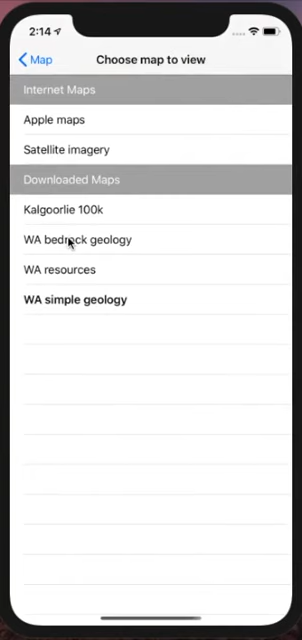 2:14
Map
Choose map to view
Internet Maps
Apple maps
Satellite imagery
Downloaded Maps
Kalgoorlie 100k
WA bedrock geology
WA resources
WA simple geology